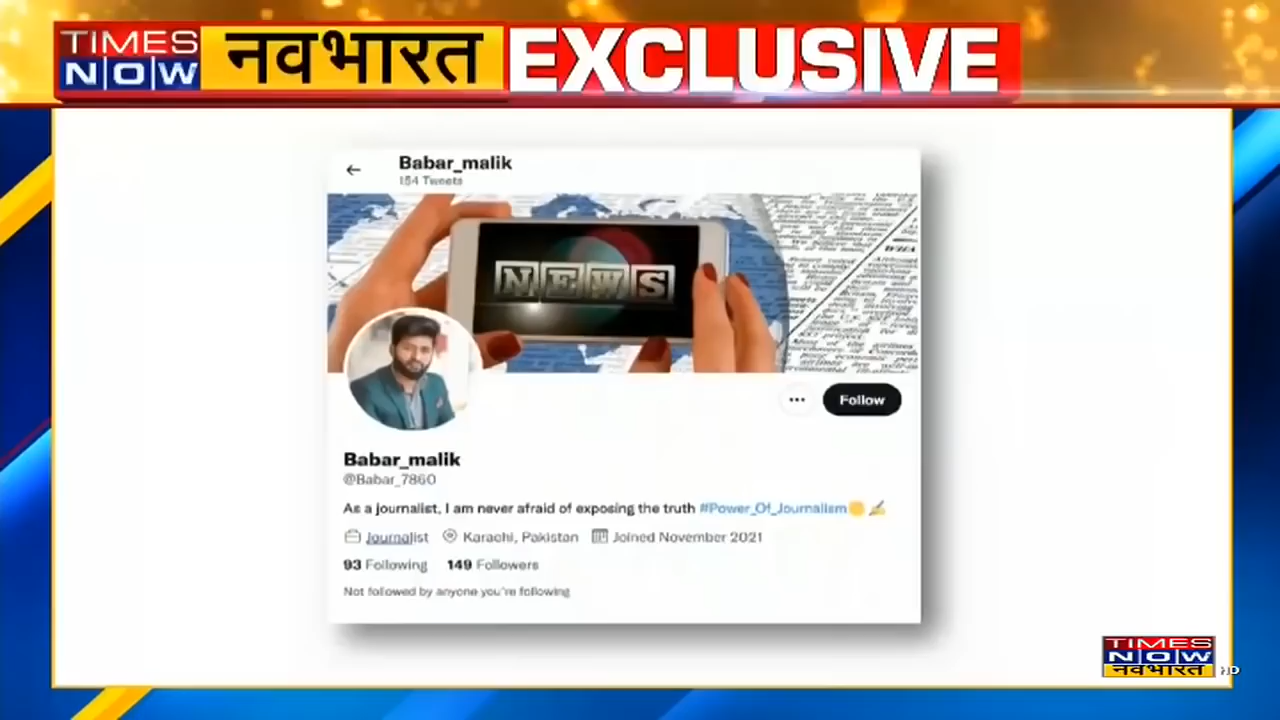 TIMES
NOW
नवभारत
EXCLUSIVE
Babar_malik
154 Tweets
NEWS
Follow
Babar_malik
@Babar_7860
As a journalist, I am never afraid of exposing the truth #Power_Of_Journalism👊✍️
Journalist Karachi, Pakistan Joined November 2021
93 Following 149 Followers
Not followed by anyone you're following
TIMES
NOW
नवभारत HD